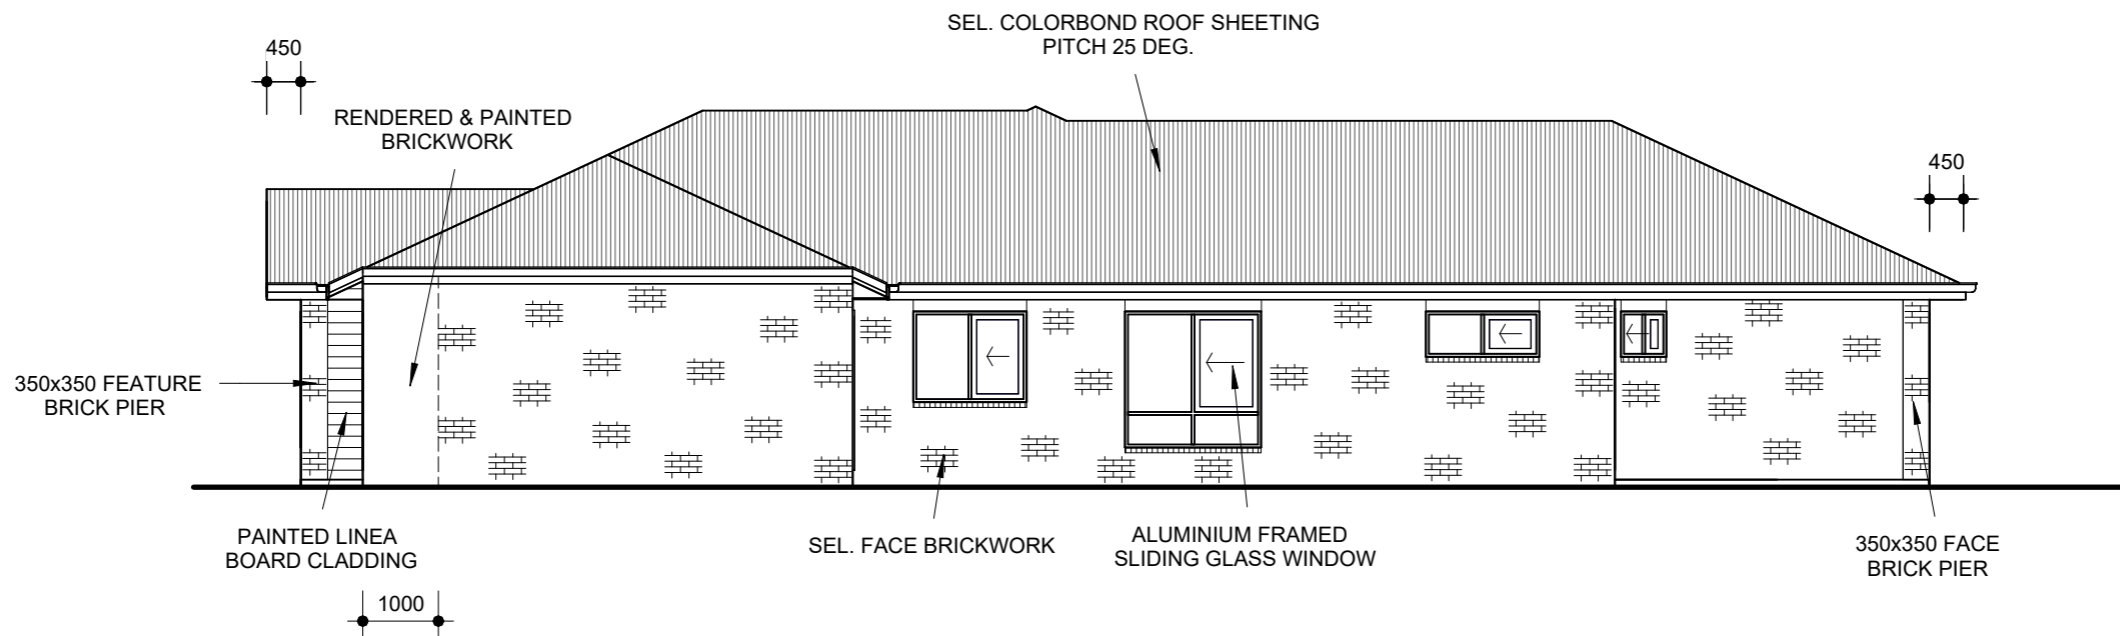 SEL. COLORBOND ROOF SHEETING
PITCH 25 DEG.
450
RENDERED & PAINTED
BRICKWORK
450
350x350 FEATURE
BRICK PIER
PAINTED LINEA
BOARD CLADDING
SEL. FACE BRICKWORK
ALUMINIUM FRAMED
SLIDING GLASS WINDOW
350x350 FACE
BRICK PIER
1000